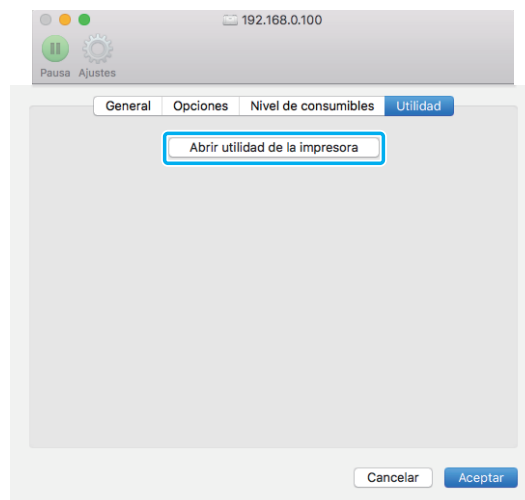 192.168.0.100
Pausa Ajustes
General Opciones Nivel de consumibles Utilidad
Abrir utilidad de la impresora
Cancelar Aceptar